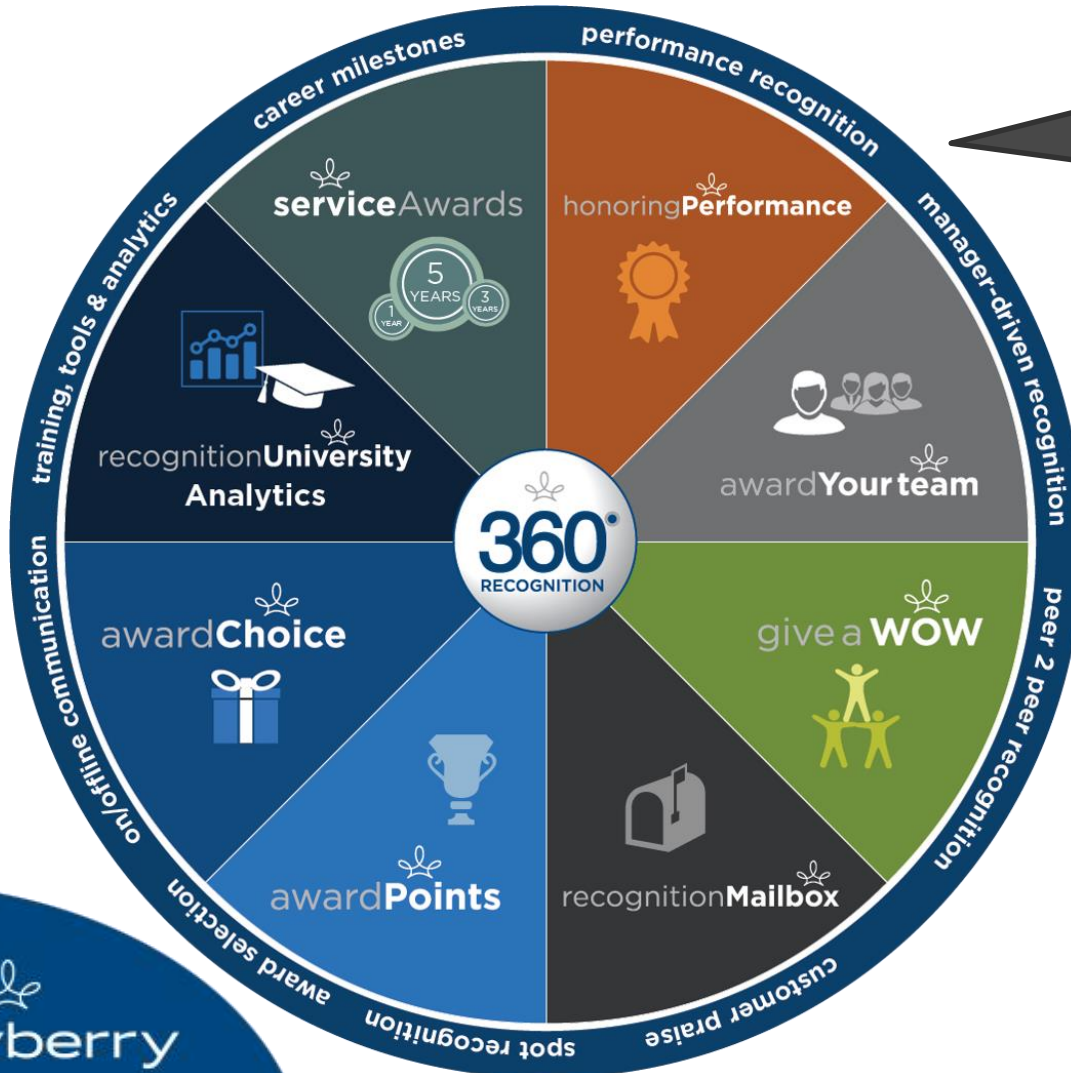 career milestones
performance recognition
manager-driven recognition
peer 2 peer recognition
customer praise
spot recognition
award selection
on/offline communication
training, tools & analytics
serviceAwards
5
YEARS
1
YEAR
3
YEARS
honoringPerformance
awardYour team
give a WOW
recognitionMailbox
awardPoints
awardChoice
recognitionUniversity
Analytics
360°
RECOGNITION
berry